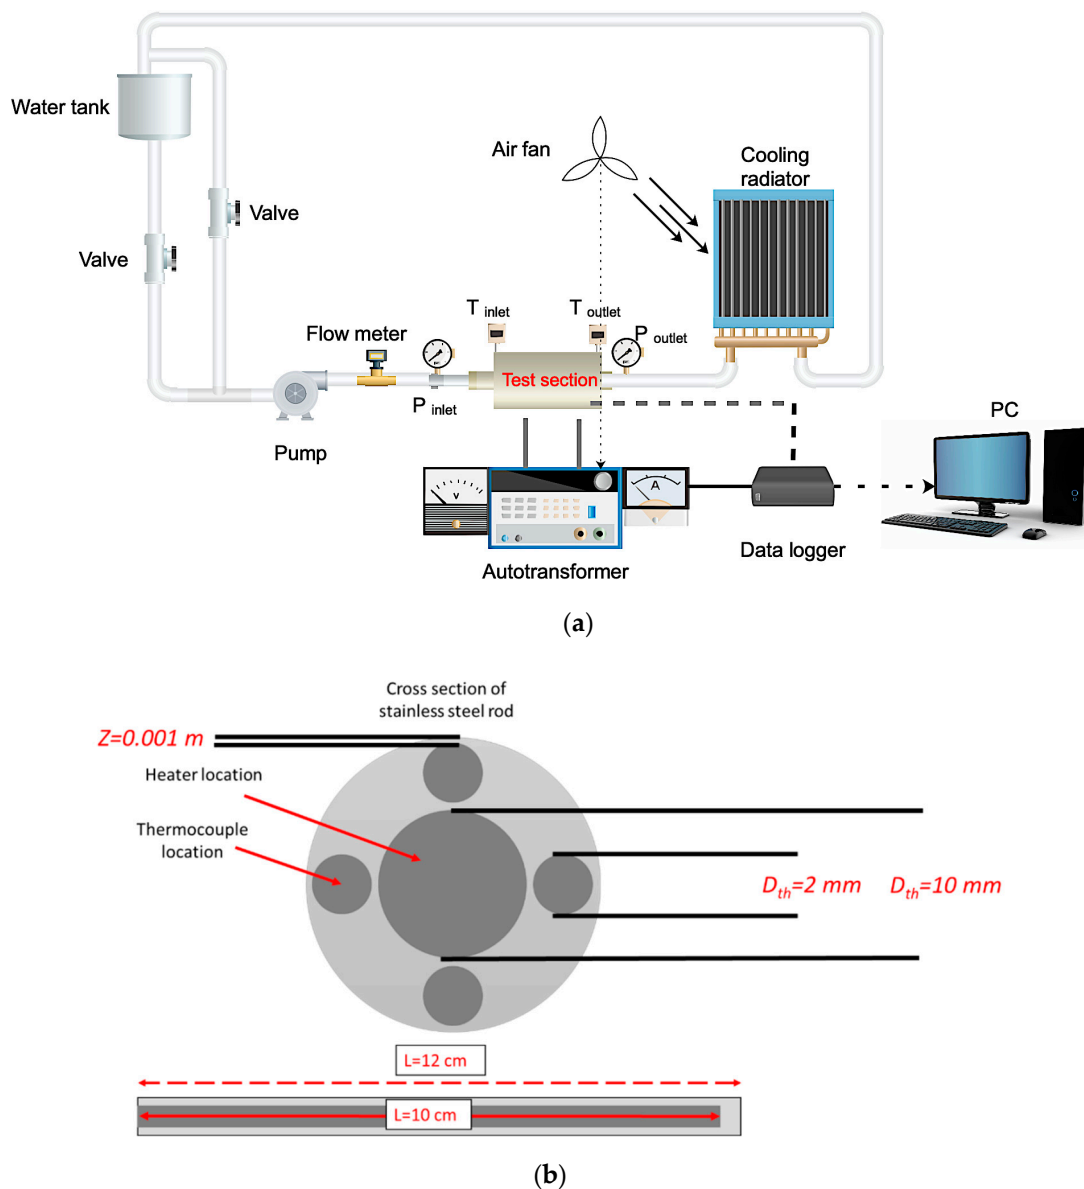 Water tank
Air fan
Cooling
radiator
Valve
Valve
T inlet
T outlet
Flow meter
P outlet
Test section
P inlet
PC
Pump
V
A
Data logger
Autotransformer
(a)
Cross section of
stainless steel rod
Z=0.001 m
Heater location
Thermocouple
location
Dth=2 mm
Dth=10 mm
L=12 cm
L=10 cm
(b)